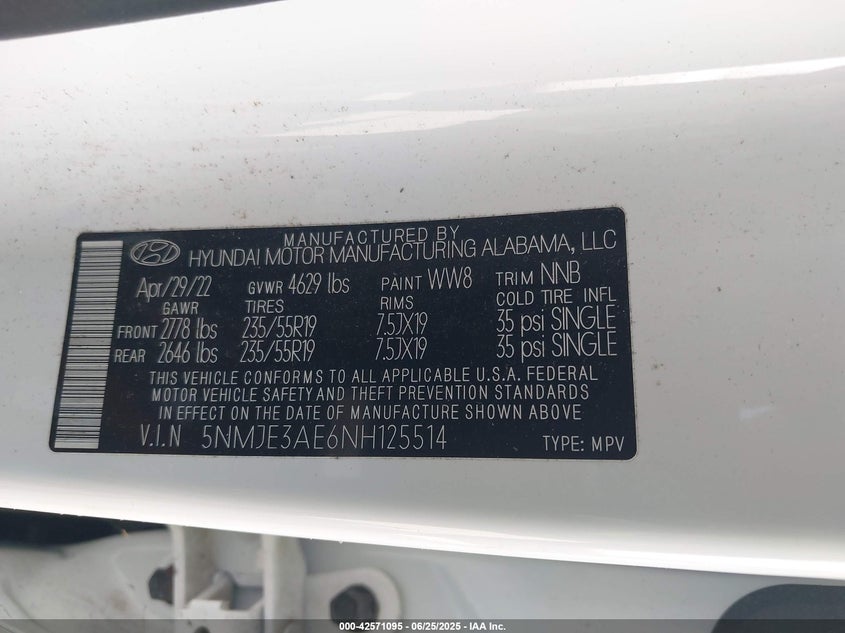 MANUFACTURED BY
HYUNDAI MOTOR MANUFACTURING ALABAMA, LLC
Apr/29/22 GVWR 4629 lbs PAINT WW8 TRIM NNB
GAWR TIRES RIMS COLD TIRE INFL
FRONT 2778 lbs 235/55R19 7.5JX19 35 psi SINGLE
REAR 2646 lbs 235/55R19 7.5JX19 35 psi SINGLE
THIS VEHICLE CONFORMS TO ALL APPLICABLE U.S.A. FEDERAL
MOTOR VEHICLE SAFETY AND THEFT PREVENTION STANDARDS
IN EFFECT ON THE DATE OF MANUFACTURE SHOWN ABOVE
V.I.N 5NMJE3AE6NH125514 TYPE: MPV
000-42571095 - 06/25/2025 - IAA Inc.